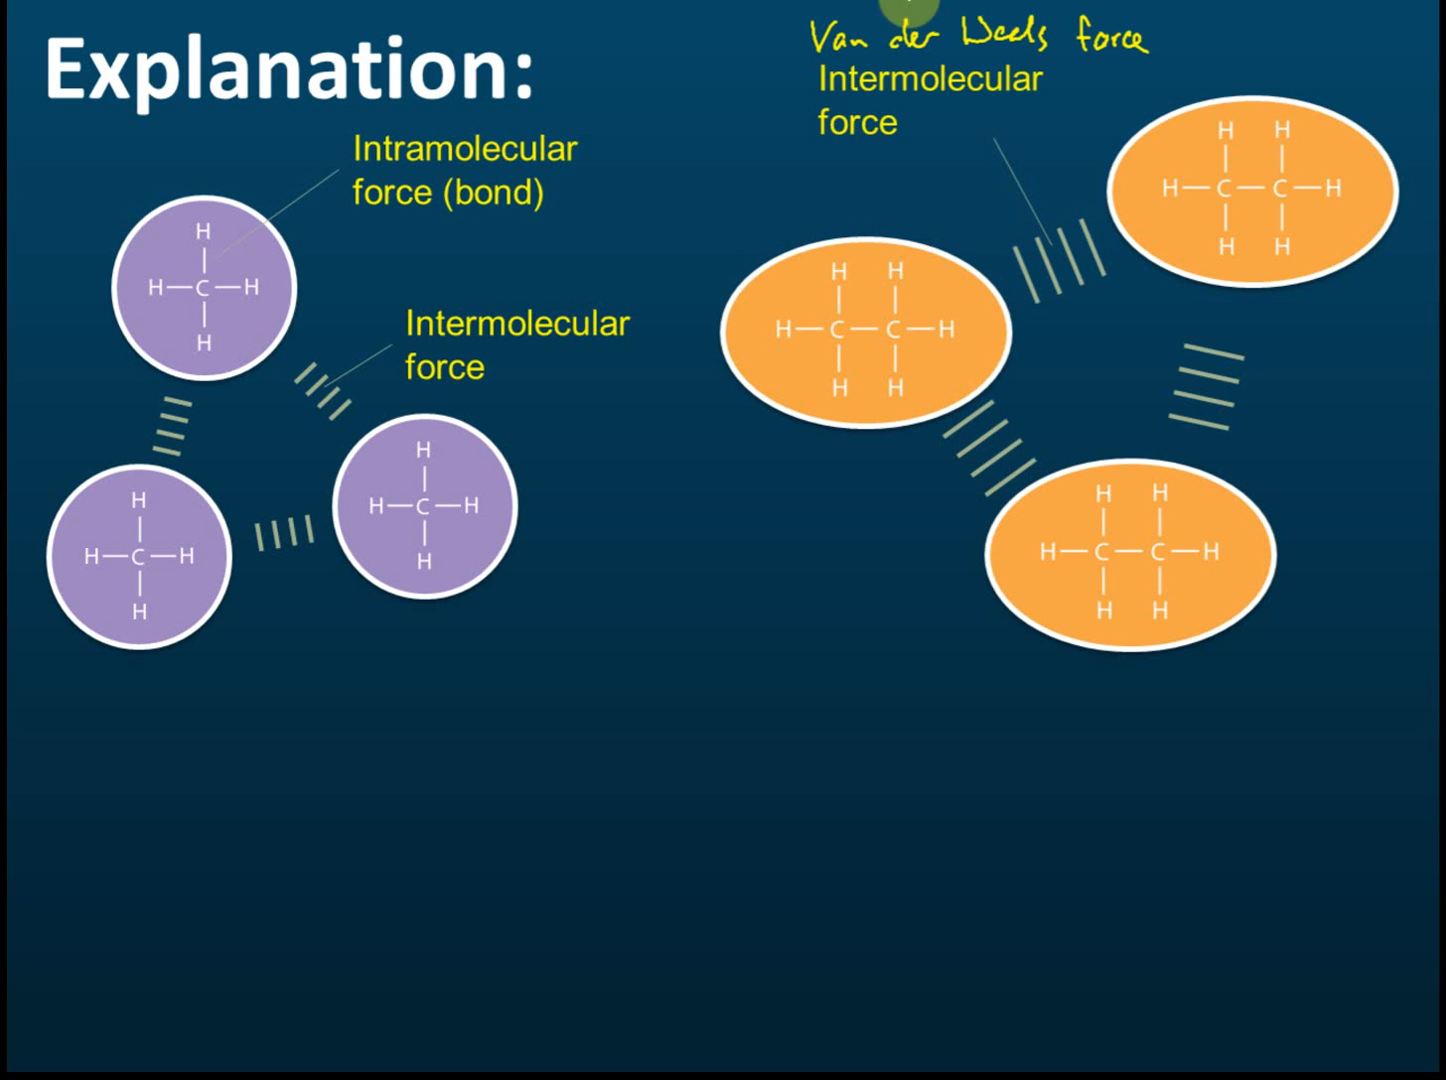 Explanation:
Van der Waals force
Intermolecular
force
Intramolecular
force (bond)
Intermolecular
force
H
H—C—H
H
H
H—C—H
H
H
H—C—H
H
H H
H—C—C—H
H H
H H
H—C—C—H
H H
H H
H—C—C—H
H H